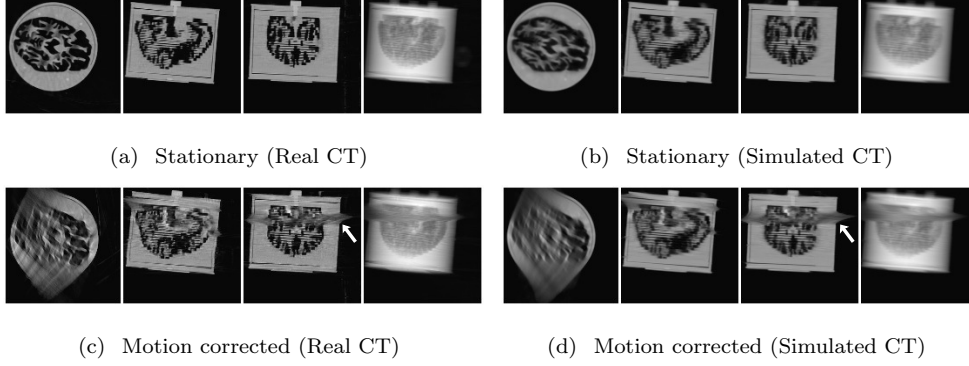 (a) Stationary (Real CT)
(b) Stationary (Simulated CT)
(c) Motion corrected (Real CT)
(d) Motion corrected (Simulated CT)